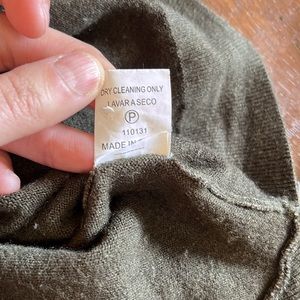 DRY CLEANING ONLY
LAVAR A SECO
P
110131
MADE IN